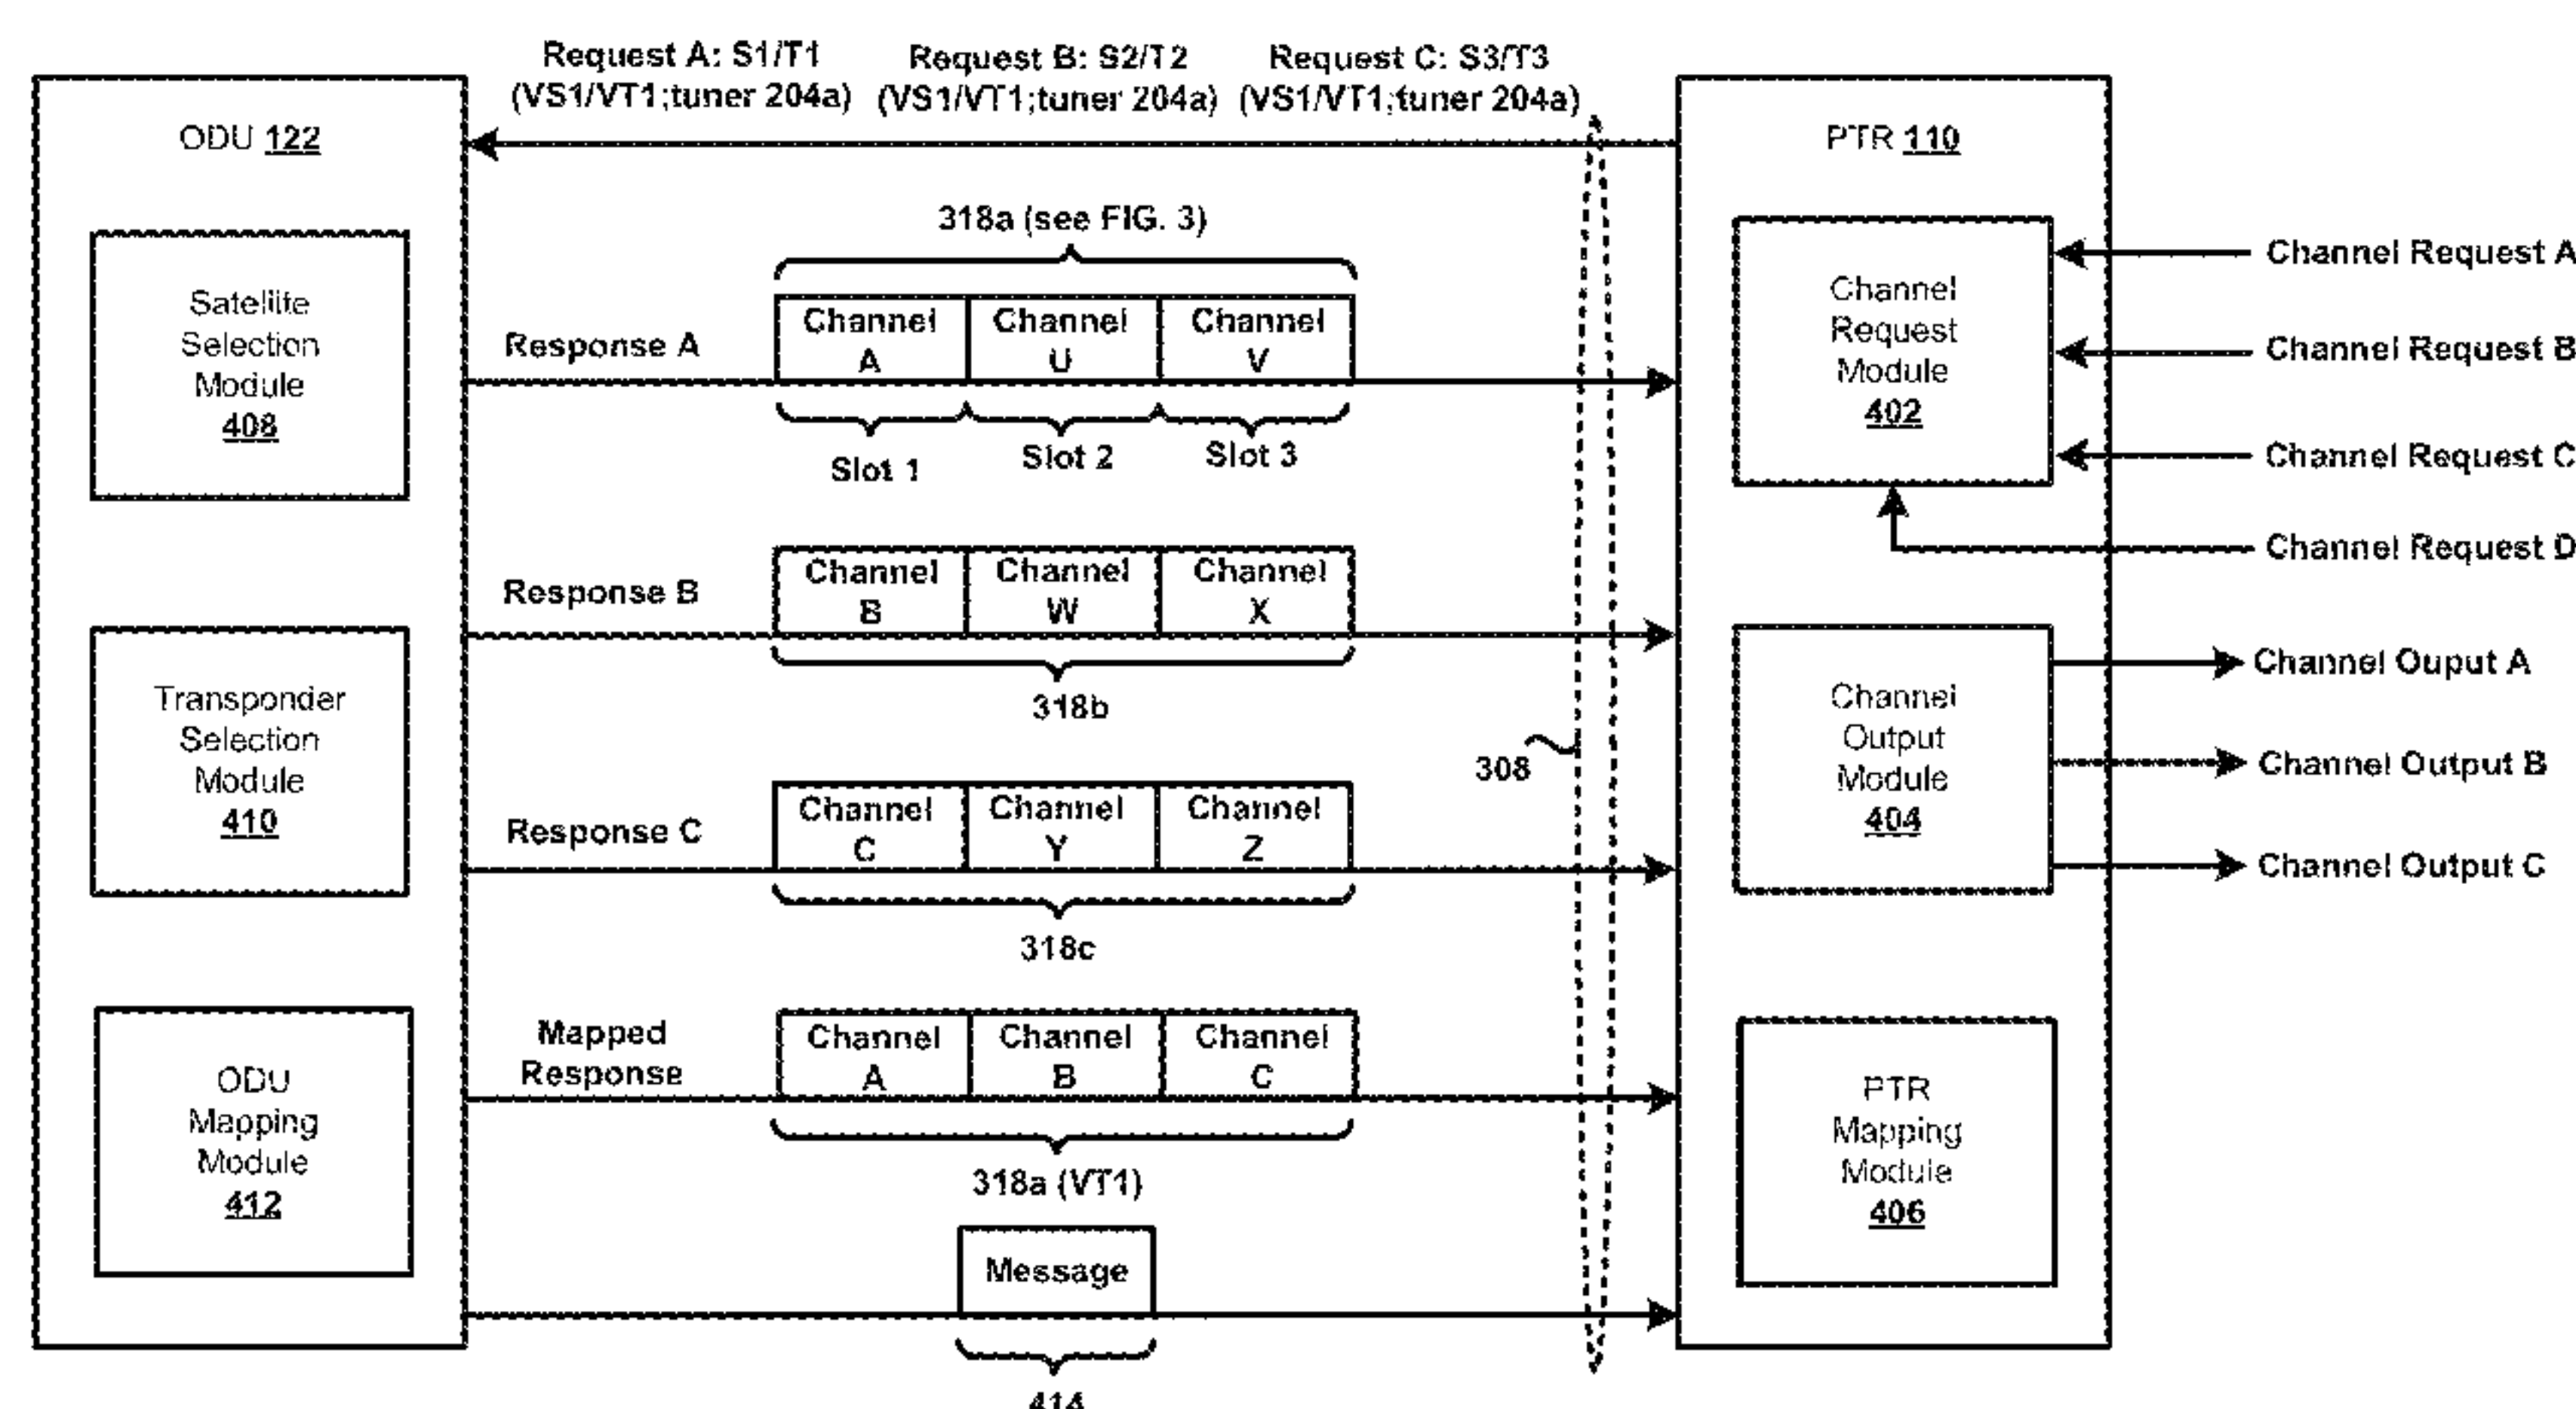 Request A: S1/T1
(VS1/VT1;tuner 204a)
Request B: S2/T2
(VS1/VT1;tuner 204a)
Request C: S3/T3
(VS1/VT1;tuner 204a)
ODU 122
Satellite
Selection
Module
408
Transponder
Selection
Module
410
ODU
Mapping
Module
412
318a (see FIG. 3)
Response A
Channel
A
Channel
U
Channel
V
Slot 1
Slot 2
Slot 3
Response B
Channel
B
Channel
W
Channel
X
318b
Response C
Channel
C
Channel
Y
Channel
Z
318c
Mapped
Response
Channel
A
Channel
B
Channel
C
318a (VT1)
Message
414
308
PTR 110
Channel
Request
Module
402
Channel
Output
Module
404
PTR
Mapping
Module
406
Channel Request A
Channel Request B
Channel Request C
Channel Request D
Channel Ouput A
Channel Output B
Channel Output C